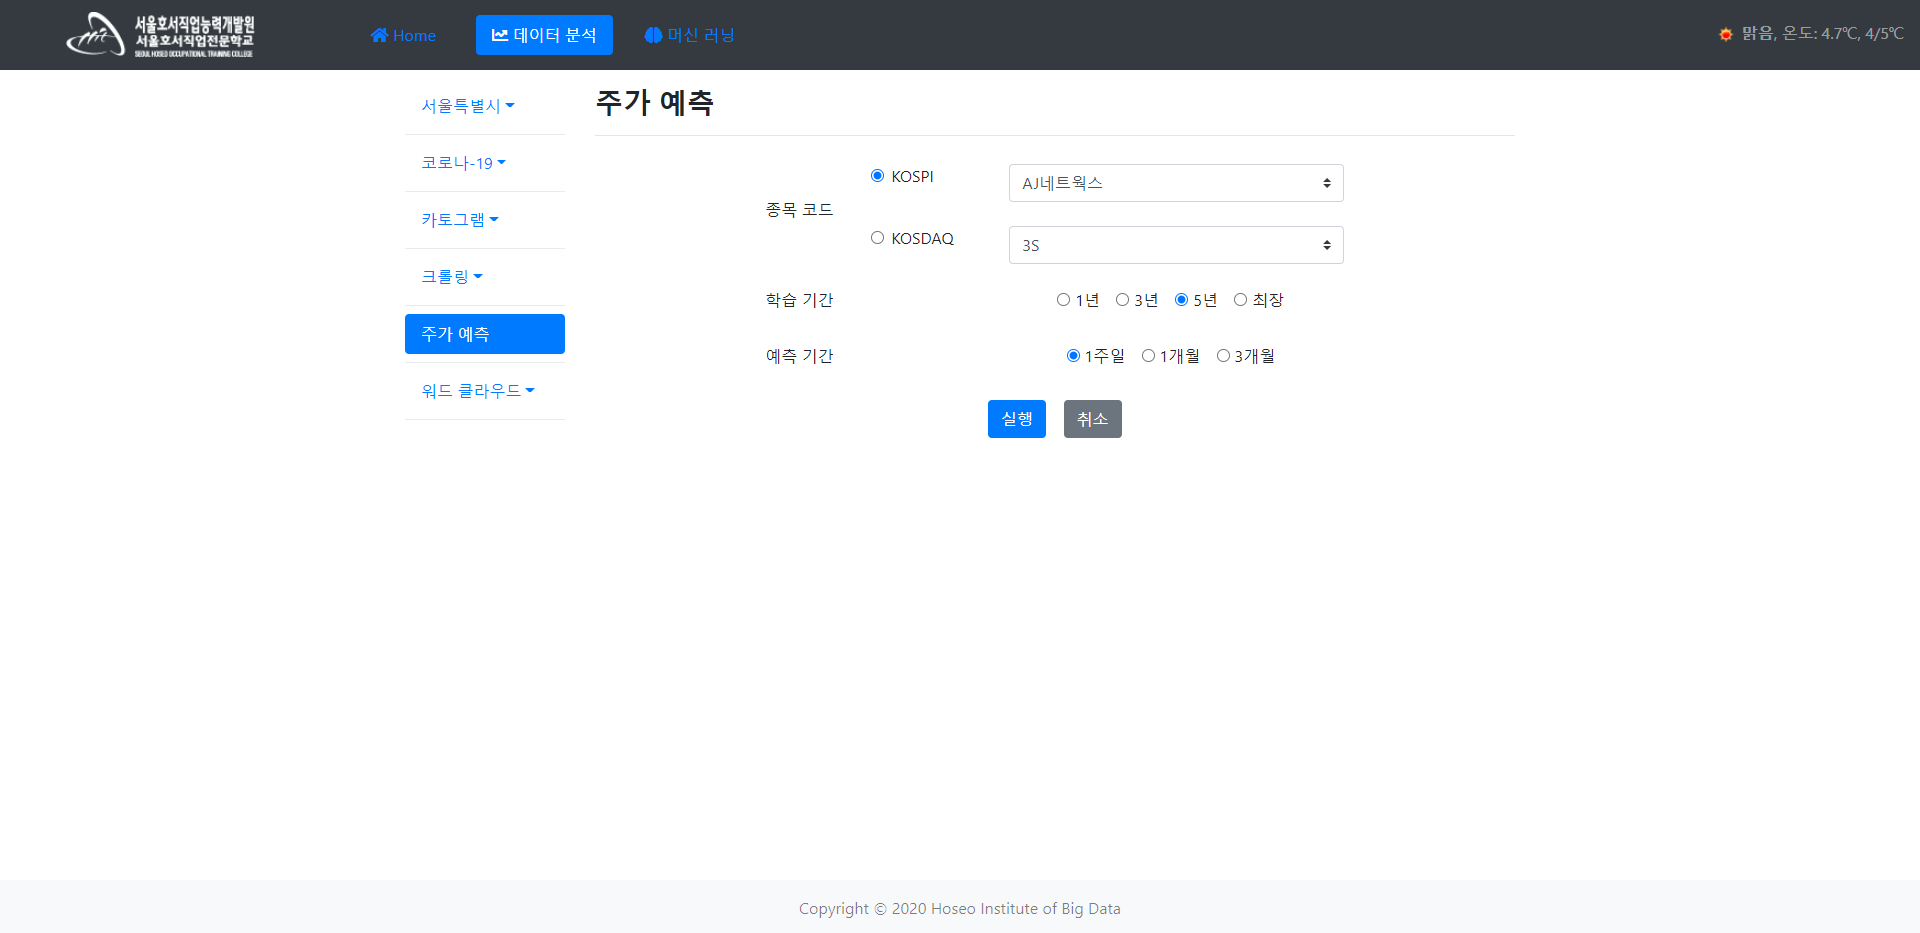 서울호서직업능력개발원
서울호서직업전문학교
SEOUL HOSEO OCCUPATIONAL TRAINING COLLEGE
Home
데이터 분석
머신 러닝
맑음, 온도: 4.7℃, 4/5℃
서울특별시
코로나-19
카토그램
크롤링
주가 예측
워드 클라우드
주가 예측
종목 코드
KOSPI
AJ네트웍스
KOSDAQ
3S
학습 기간
1년 3년 5년 최장
예측 기간
1주일 1개월 3개월
실행 취소
Copyright © 2020 Hoseo Institute of Big Data